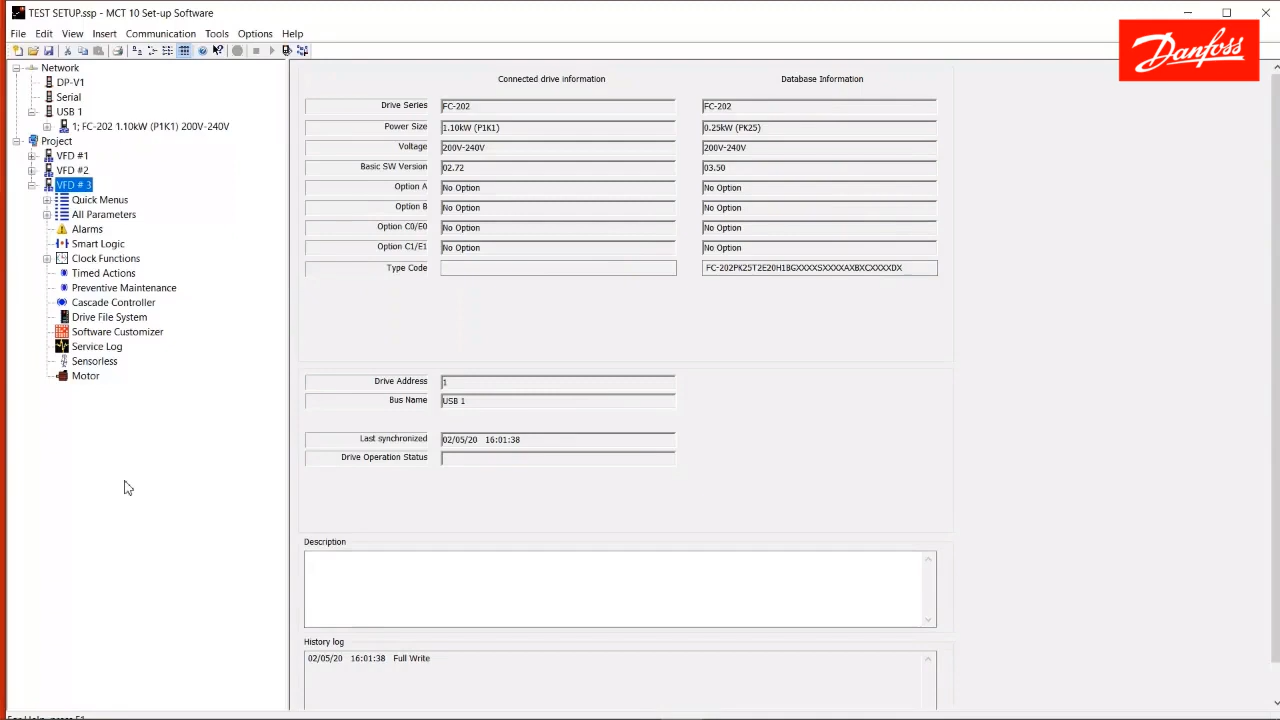 TEST SETUP.ssp - MCT 10 Set-up Software
File Edit View Insert Communication Tools Options Help
Danfoss
Network
DP-V1
Serial
USB 1
1; FC-202 1.10kW (P1K1) 200V-240V
Project
VFD #1
VFD #2
VFD # 3
Quick Menus
All Parameters
Alarms
Smart Logic
Clock Functions
Timed Actions
Preventive Maintenance
Cascade Controller
Drive File System
Software Customizer
Service Log
Sensorless
Motor
Connected drive information Database Information
Drive Series FC-202 FC-202
Power Size 1.10kW (P1K1) 0.25kW (PK25)
Voltage 200V-240V 200V-240V
Basic SW Version 02.72 03.50
Option A No Option No Option
Option B No Option No Option
Option C0/E0 No Option No Option
Option C1/E1 No Option No Option
Type Code FC-202PK25T2E20H1BGXXXXSXXXXAXBXCXXXXDX
Drive Address 1
Bus Name USB 1
Last synchronized 02/05/20 16:01:38
Drive Operation Status
Description
History log
02/05/20 16:01:38 Full Write
For Help, press F1